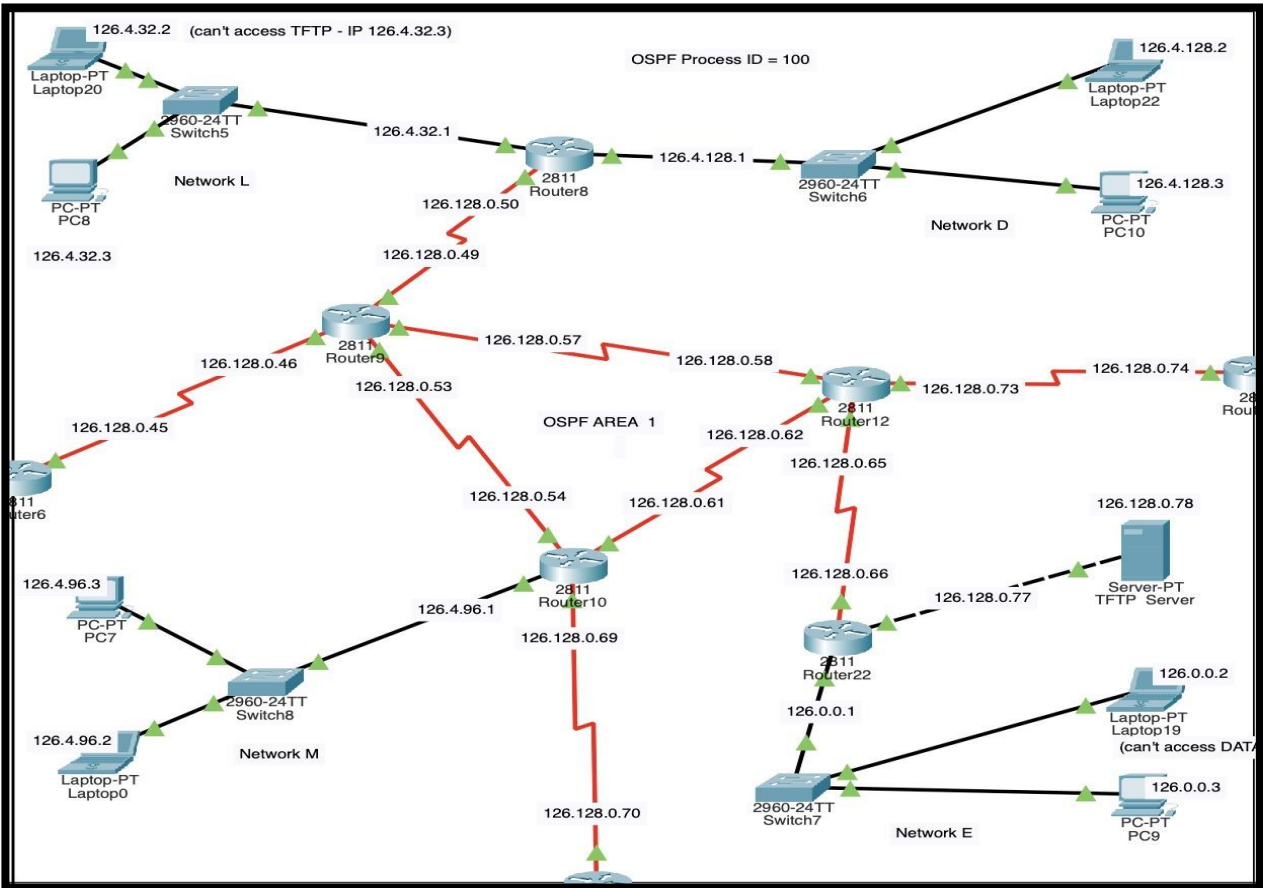 126.4.32.2 (can't access TFTP - IP 126.4.32.3)
OSPF Process ID = 100
126.4.128.2
Laptop-PT
Laptop20
Laptop-PT
Laptop22
2960-24TT
Switch5
126.4.32.1
126.4.128.1
2811
Router8
2960-24TT
Switch6
126.4.128.3
Network L
PC-PT
PC8
126.128.0.50
PC-PT
PC10
Network D
126.4.32.3
126.128.0.49
2811
Router9
126.128.0.57
126.128.0.58
126.128.0.46
126.128.0.53
126.128.0.73
126.128.0.74
28
Rout
2811
Router12
OSPF AREA 1
126.128.0.45
126.128.0.62
126.128.0.65
811
uter6
126.128.0.54
126.128.0.61
126.128.0.78
126.4.96.3
126.128.0.66
Server-PT
TFTP Server
2811
Router10
126.128.0.77
PC-PT
PC7
126.4.96.1
126.128.0.69
2811
Router22
126.0.0.2
2960-24TT
Switch8
126.0.0.1
126.4.96.2
Laptop-PT
Laptop19
(can't access DATA
Network M
Laptop-PT
Laptop0
126.0.0.3
2960-24TT
Switch7
126.128.0.70
Network E
PC-PT
PC9